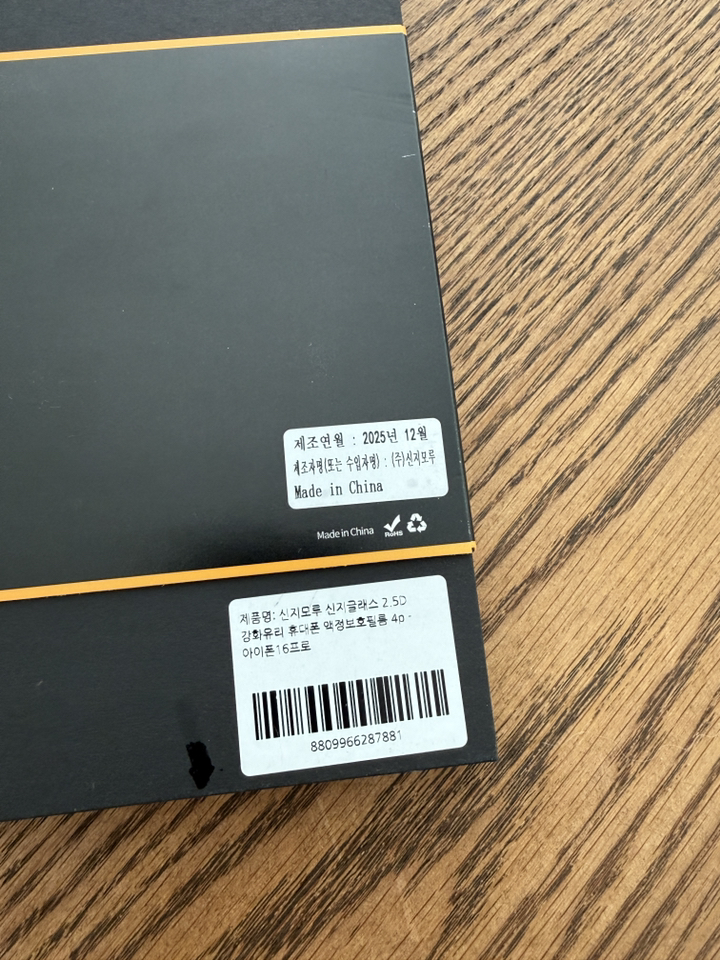 제조연월 : 2025년 12월
제조자명(또는 수입자명) : (주)신지모루
Made in China
Made in China
RoHS
제품명: 신지모루 신지글래스 2.5D
강화유리 휴대폰 액정보호필름 4p -
아이폰16프로
8809966287881